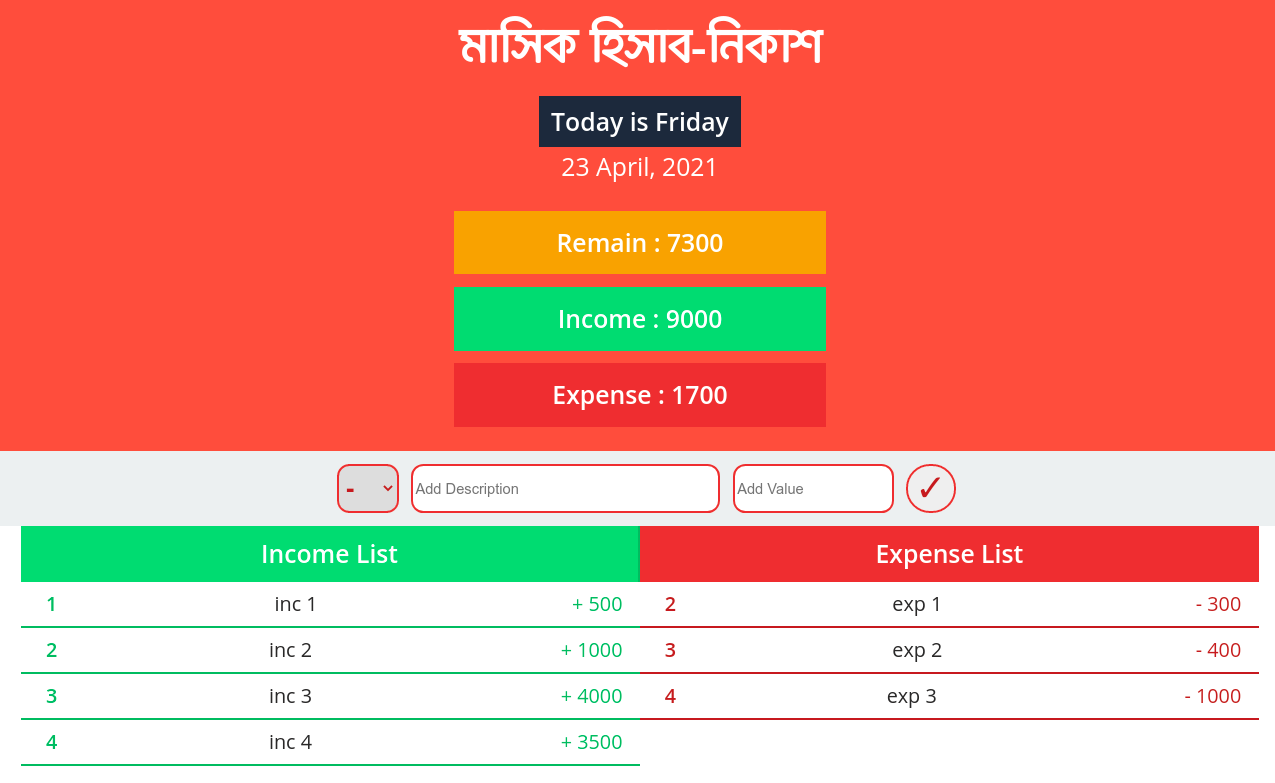 মাসিক হিসাব-নিকাশ
Today is Friday
23 April, 2021
Remain : 7300
Income : 9000
Expense : 1700
- Add Description Add Value ✓
Income List Expense List
1 inc 1 + 500 2 exp 1 - 300
2 inc 2 + 1000 3 exp 2 - 400
3 inc 3 + 4000 4 exp 3 - 1000
4 inc 4 + 3500